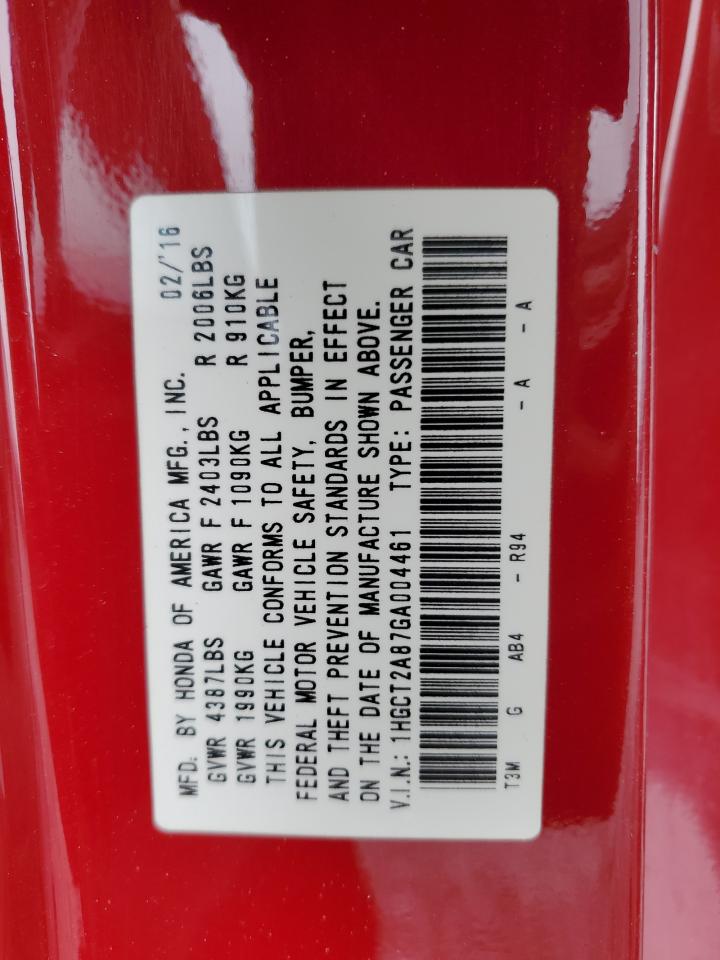 MFD. BY HONDA OF AMERICA MFG., INC. 02/'16
GVWR 4387LBS GAWR F 2403LBS R 2006LBS
GVWR 1990KG GAWR F 1090KG R 910KG
THIS VEHICLE CONFORMS TO ALL APPLICABLE
FEDERAL MOTOR VEHICLE SAFETY, BUMPER,
AND THEFT PREVENTION STANDARDS IN EFFECT
ON THE DATE OF MANUFACTURE SHOWN ABOVE.
V.I.N.: 1HGCT2A87GA004461 TYPE: PASSENGER CAR
T3M G AB4 - R94 - A - A